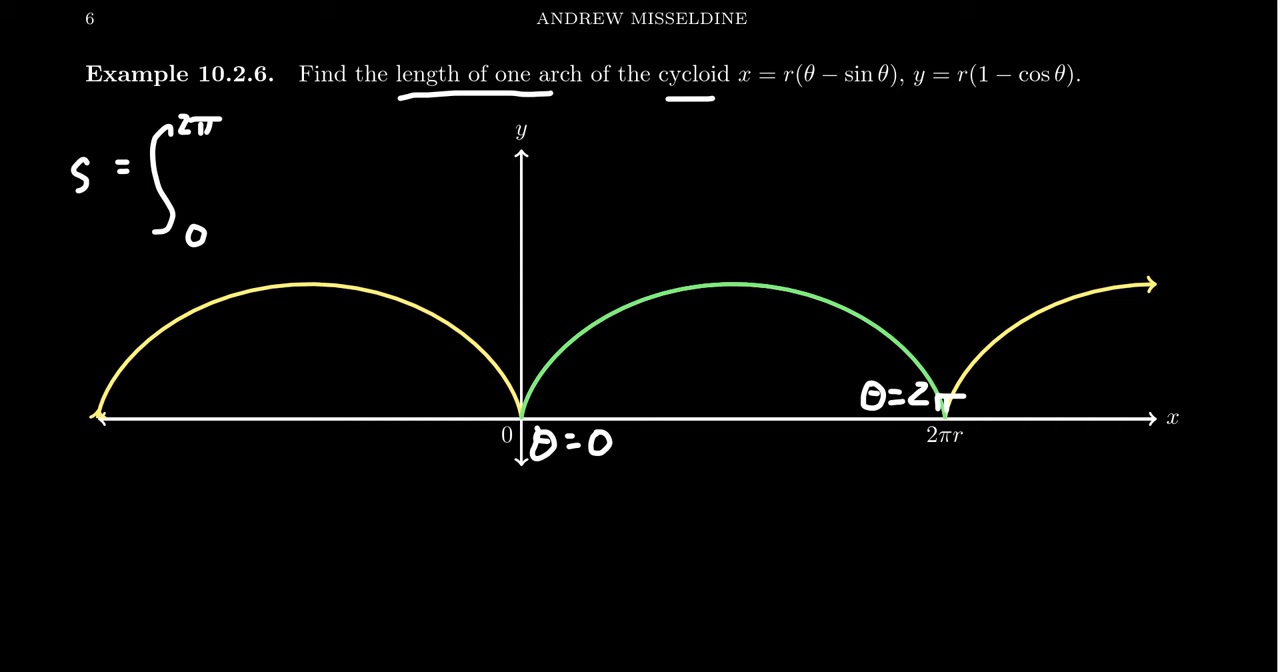 6 ANDREW MISSELDINE
Example 10.2.6. Find the length of one arch of the cycloid x = r(θ − sin θ), y = r(1 − cos θ).
s = ∫₀^2π
y
θ=2π
0 θ=0 2πr x